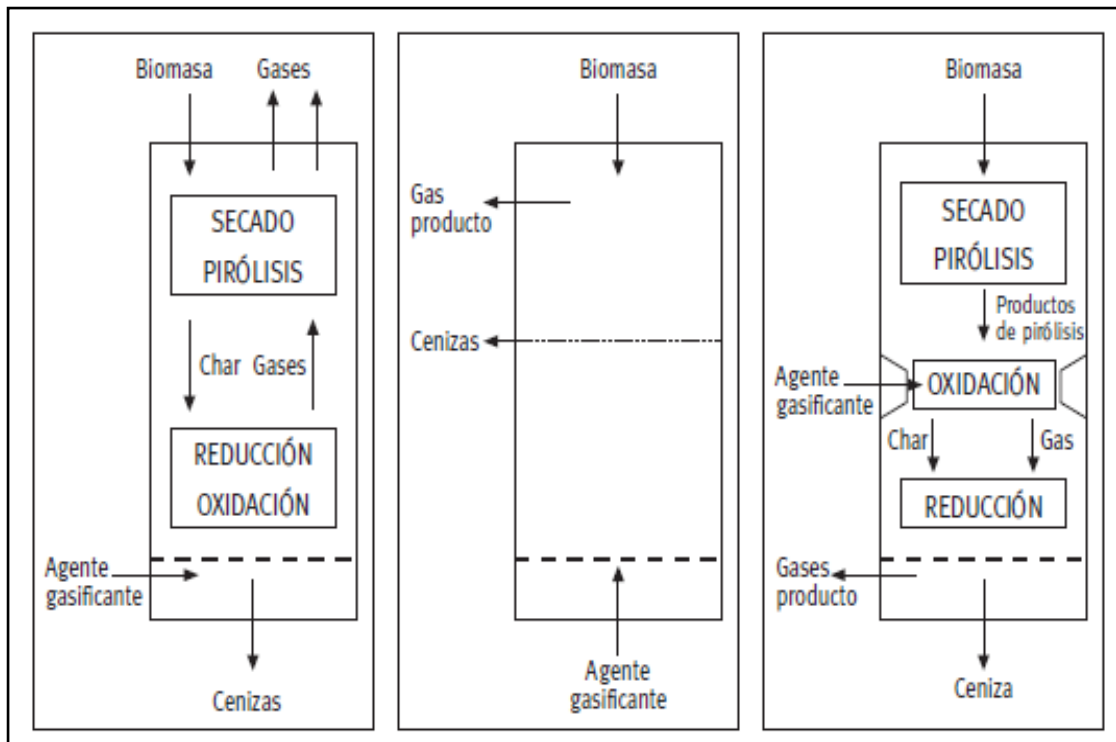 Biomasa Gases
SECADO
PIRÓLISIS
Char Gases
REDUCCIÓN
OXIDACIÓN
Agente
gasificante
Cenizas
Biomasa
Gas
producto
Cenizas
Agente
gasificante
Biomasa
SECADO
PIRÓLISIS
Productos
de pirólisis
Agente
gasificante
OXIDACIÓN
Char Gas
REDUCCIÓN
Gases
producto
Ceniza